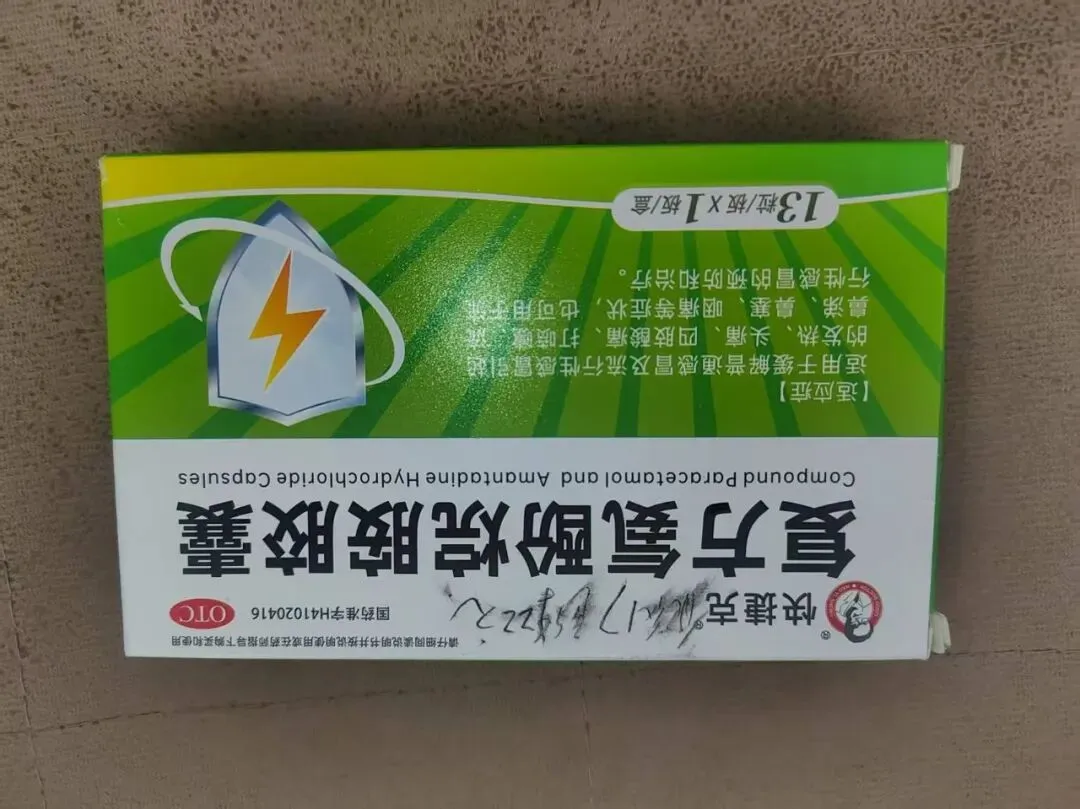 请仔细阅读说明书并按说明使用或在药师指导下购买和使用
快捷克®
国药准字H41020416
OTC
复方氨酚烷胺胶囊
Compound Paracetamol and Amantadine Hydrochloride Capsules
【适应症】
适用于缓解普通感冒及流行性感冒引起
的发热、头痛、四肢酸痛、打喷嚏、流
鼻涕、鼻塞、咽痛等症状，也可用于流
行性感冒的预防和治疗。
13粒/板X1板/盒